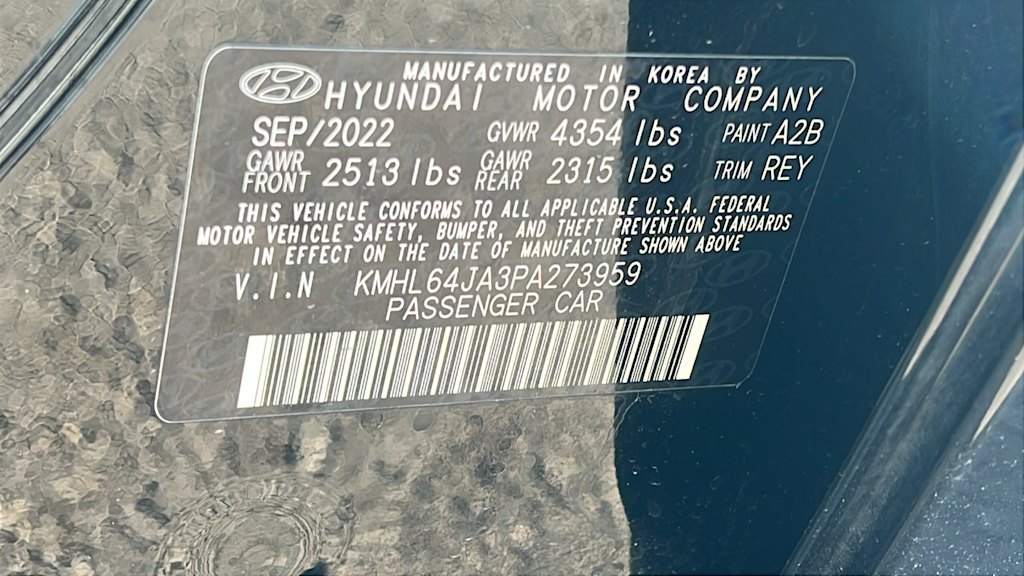 MANUFACTURED IN KOREA BY
HYUNDAI MOTOR COMPANY
SEP/2022 GVWR 4354 lbs PAINT A2B
GAWR FRONT 2513 lbs GAWR REAR 2315 lbs TRIM REY
THIS VEHICLE CONFORMS TO ALL APPLICABLE U.S.A. FEDERAL
MOTOR VEHICLE SAFETY, BUMPER, AND THEFT PREVENTION STANDARDS
IN EFFECT ON THE DATE OF MANUFACTURE SHOWN ABOVE
V.I.N KMHL64JA3PA273959
PASSENGER CAR